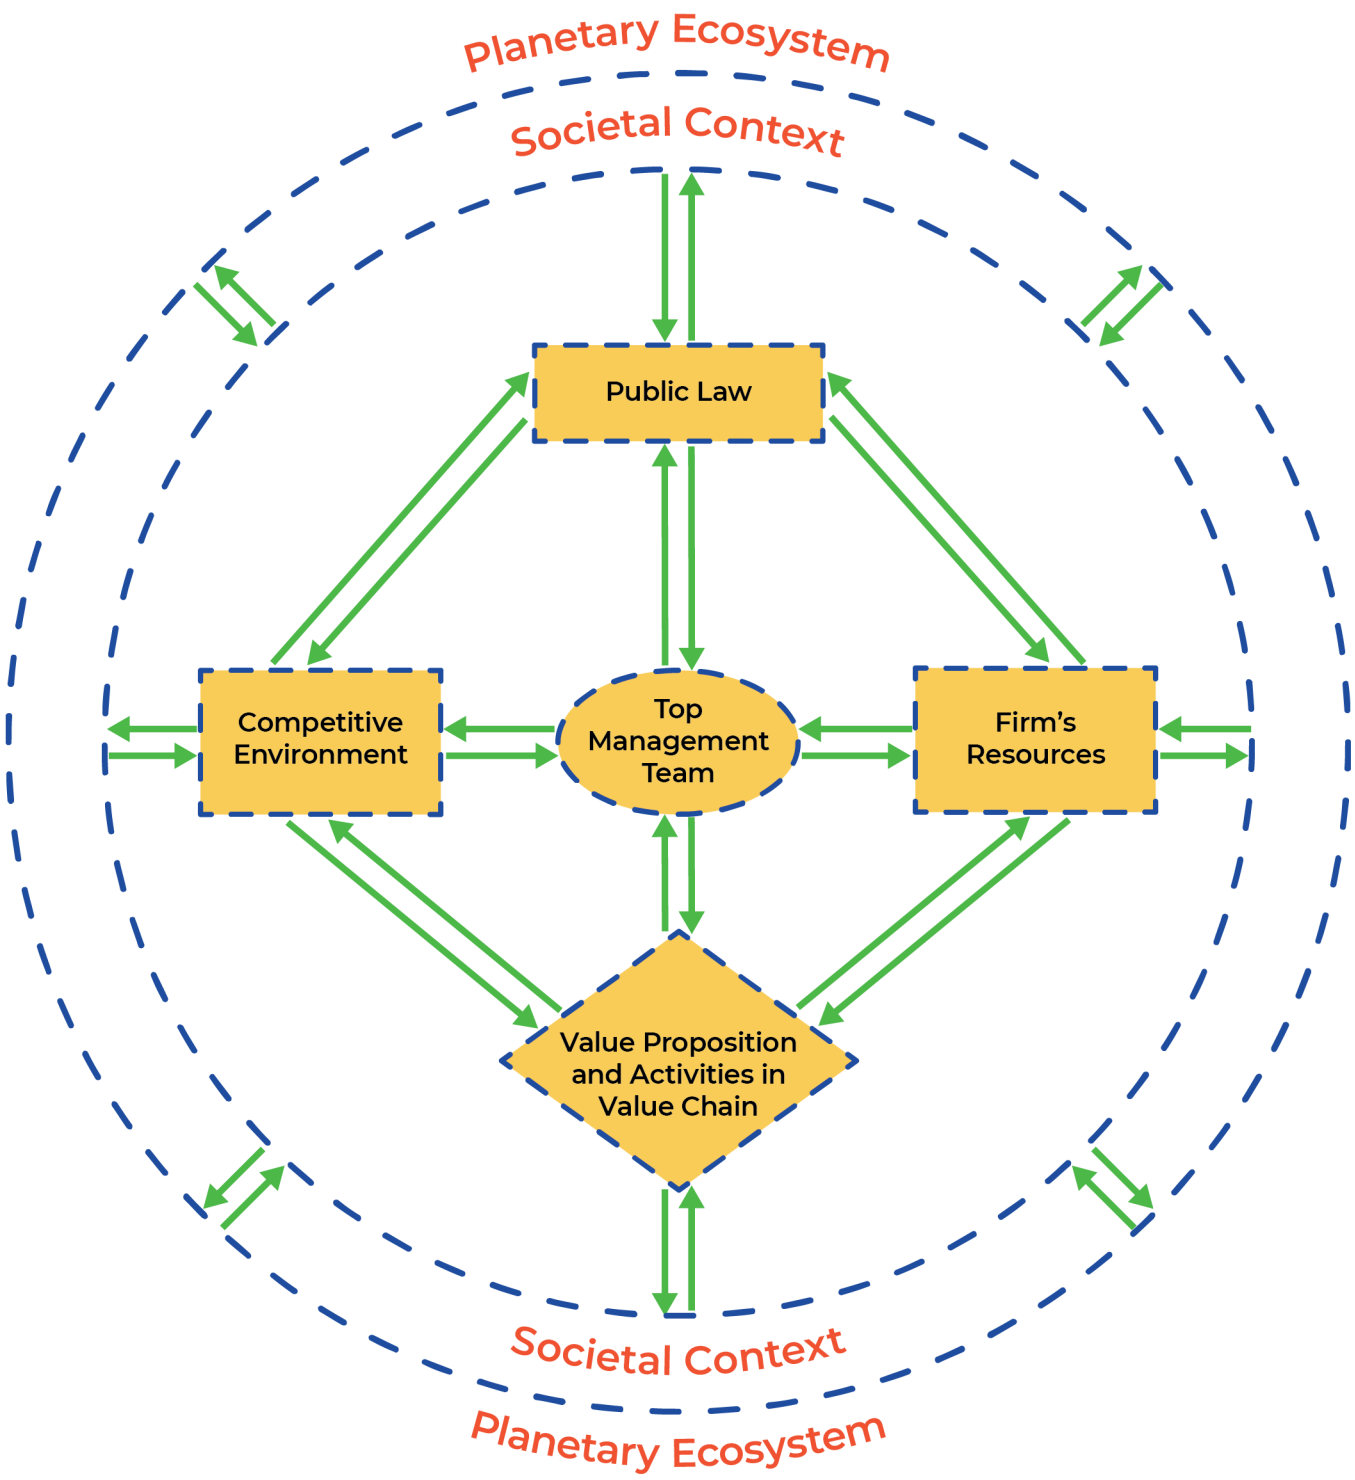 Planetary Ecosystem
Societal Context
Public Law
Competitive
Environment
Top
Management
Team
Firm’s
Resources
Value Proposition
and Activities in
Value Chain
Societal Context
Planetary Ecosystem